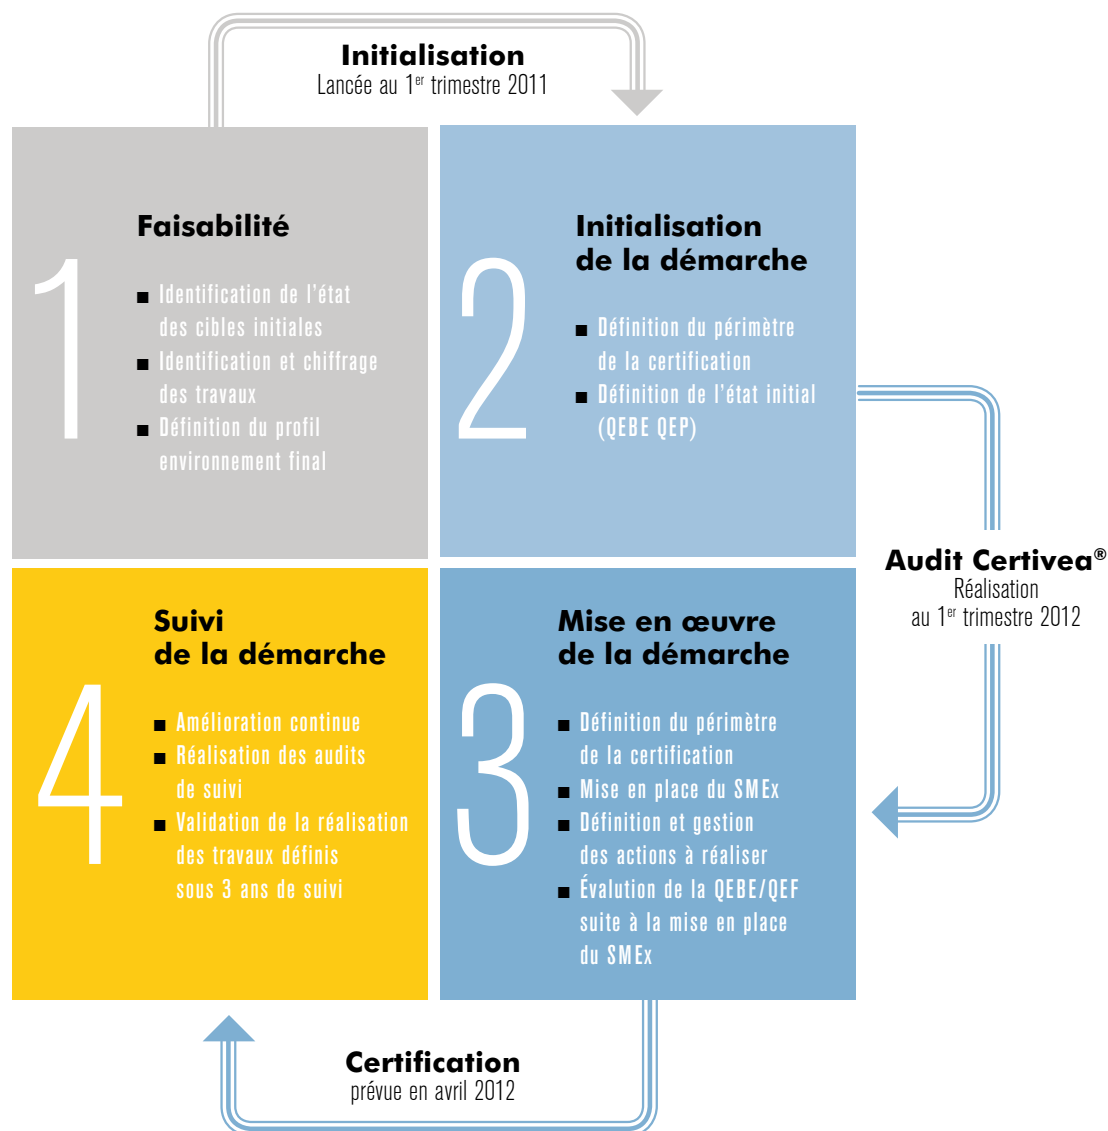 Initialisation
Lancée au 1er trimestre 2011
1
Faisabilité
■ Identification de l'état
des cibles initiales
■ Identification et chiffrage
des travaux
■ Définition du profil
environnement final
2
Initialisation
de la démarche
■ Définition du périmètre
de la certification
■ Définition de l'état initial
(QEBE QEP)
Audit Certivea®
Réalisation
au 1er trimestre 2012
3
Mise en œuvre
de la démarche
■ Définition du périmètre
de la certification
■ Mise en place du SMEx
■ Définition et gestion
des actions à réaliser
■ Évalution de la QEBE/QEF
suite à la mise en place
du SMEx
4
Suivi
de la démarche
■ Amélioration continue
■ Réalisation des audits
de suivi
■ Validation de la réalisation
des travaux définis
sous 3 ans de suivi
Certification
prévue en avril 2012